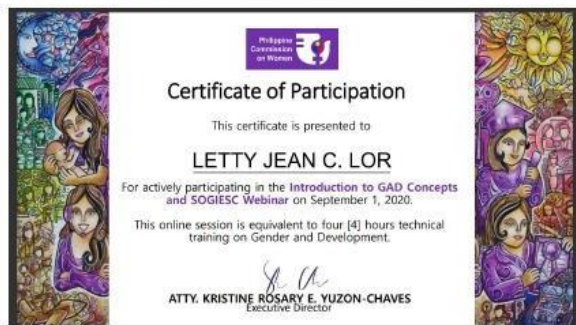 Philippine
Commission
on Women
Certificate of Participation
This certificate is presented to
LETTY JEAN C. LOR
For actively participating in the Introduction to GAD Concepts
and SOGIESC Webinar on September 1, 2020.
This online session is equivalent to four [4] hours technical
training on Gender and Development.
ATTY. KRISTINE ROSARY E. YUZON-CHAVES
Executive Director